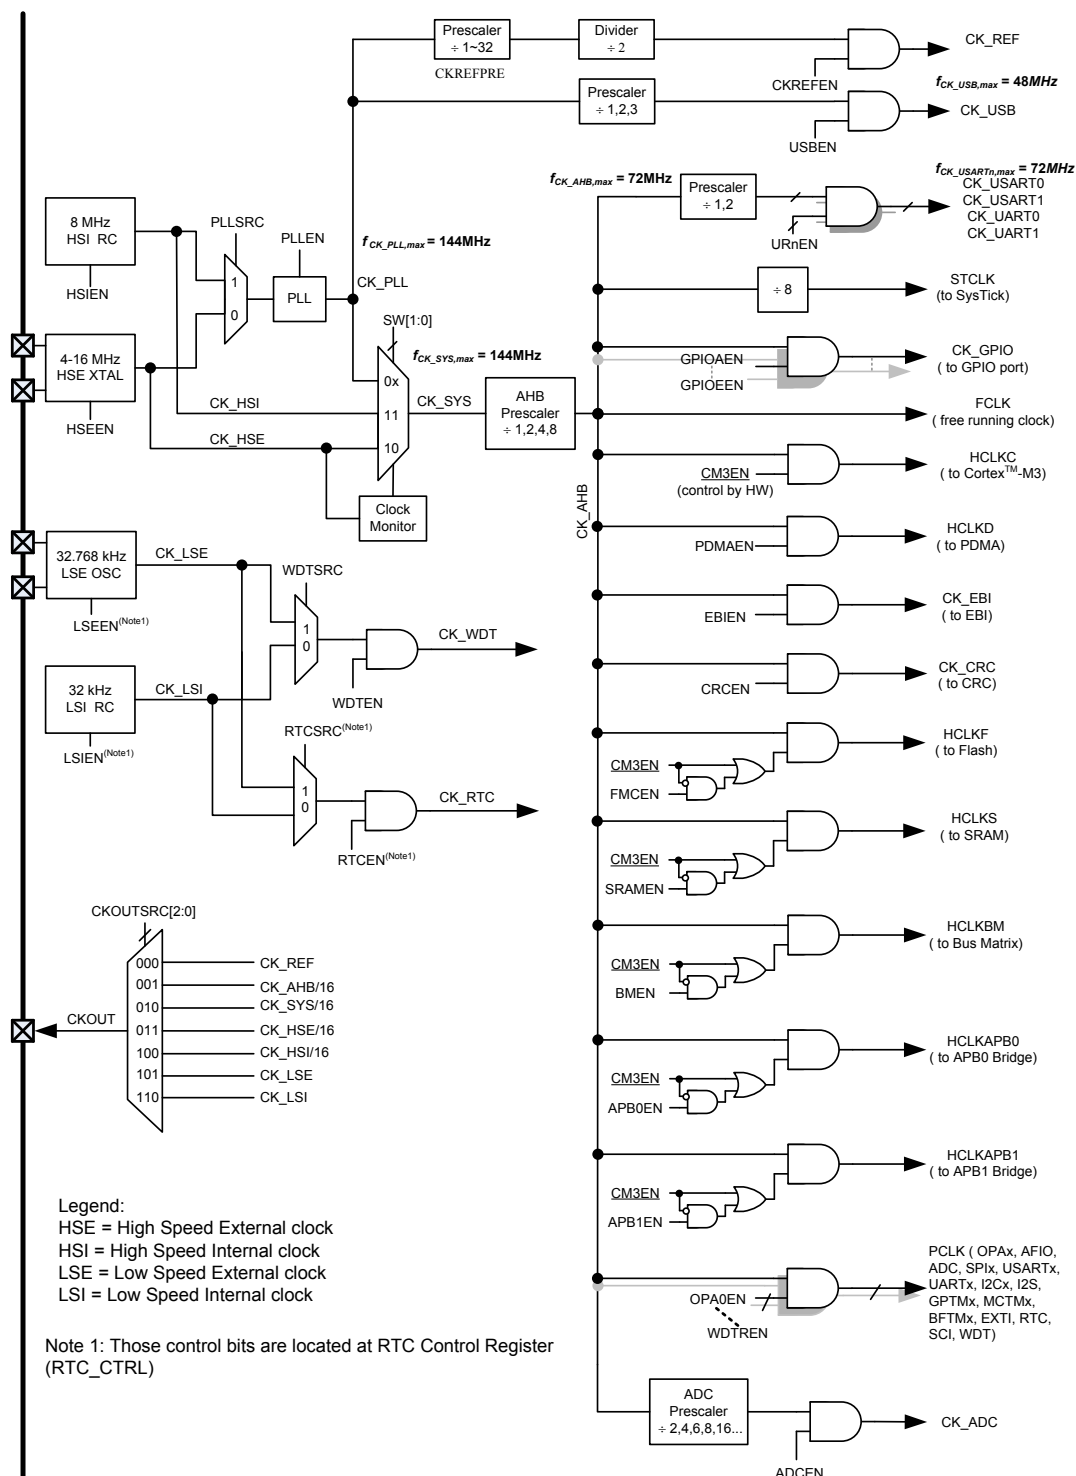 Prescaler
÷ 1~32
CKREFPRE
Divider
÷ 2
CKREFEN
CK_REF
Prescaler
÷ 1,2,3
USBEN
fCK_USB,max = 48MHz
CK_USB
fCK_AHB,max = 72MHz
Prescaler
÷ 1,2
URnEN
fCK_USARTn,max = 72MHz
CK_USART0
CK_USART1
CK_UART0
CK_UART1
8 MHz
HSI RC
HSIEN
PLLSRC
1
0
PLLEN
PLL
fCK_PLL,max = 144MHz
CK_PLL
÷ 8
STCLK
(to SysTick)
4-16 MHz
HSE XTAL
HSEEN
SW[1:0]
fCK_SYS,max = 144MHz
0x
11
10
CK_HSI
CK_HSE
CK_SYS
AHB
Prescaler
÷ 1,2,4,8
Clock
Monitor
CK_AHB
GPIOAEN
GPIOEEN
CK_GPIO
( to GPIO port)
FCLK
( free running clock)
CM3EN
(control by HW)
HCLKC
( to CortexTM-M3)
PDMAEN
HCLKD
( to PDMA)
32.768 kHz
LSE OSC
LSEEN(Note1)
CK_LSE
WDTSRC
1
0
WDTEN
CK_WDT
EBIEN
CK_EBI
( to EBI)
32 kHz
LSI RC
LSIEN(Note1)
CK_LSI
CRCEN
CK_CRC
( to CRC)
RTCSRC(Note1)
1
0
RTCEN(Note1)
CK_RTC
CM3EN
FMCEN
HCLKF
( to Flash)
CM3EN
SRAMEN
HCLKS
( to SRAM)
CKOUTSRC[2:0]
CKOUT
000 CK_REF
001 CK_AHB/16
010 CK_SYS/16
011 CK_HSE/16
100 CK_HSI/16
101 CK_LSE
110 CK_LSI
CM3EN
BMEN
HCLKBM
( to Bus Matrix)
CM3EN
APB0EN
HCLKAPB0
( to APB0 Bridge)
CM3EN
APB1EN
HCLKAPB1
( to APB1 Bridge)
Legend:
HSE = High Speed External clock
HSI = High Speed Internal clock
LSE = Low Speed External clock
LSI = Low Speed Internal clock
OPA0EN
WDTREN
PCLK ( OPAx, AFIO,
ADC, SPIx, USARTx,
UARTx, I2Cx, I2S,
GPTMx, MCTMx,
BFTMx, EXTI, RTC,
SCI, WDT)
Note 1: Those control bits are located at RTC Control Register
(RTC_CTRL)
ADC
Prescaler
÷ 2,4,6,8,16...
ADCEN
CK_ADC